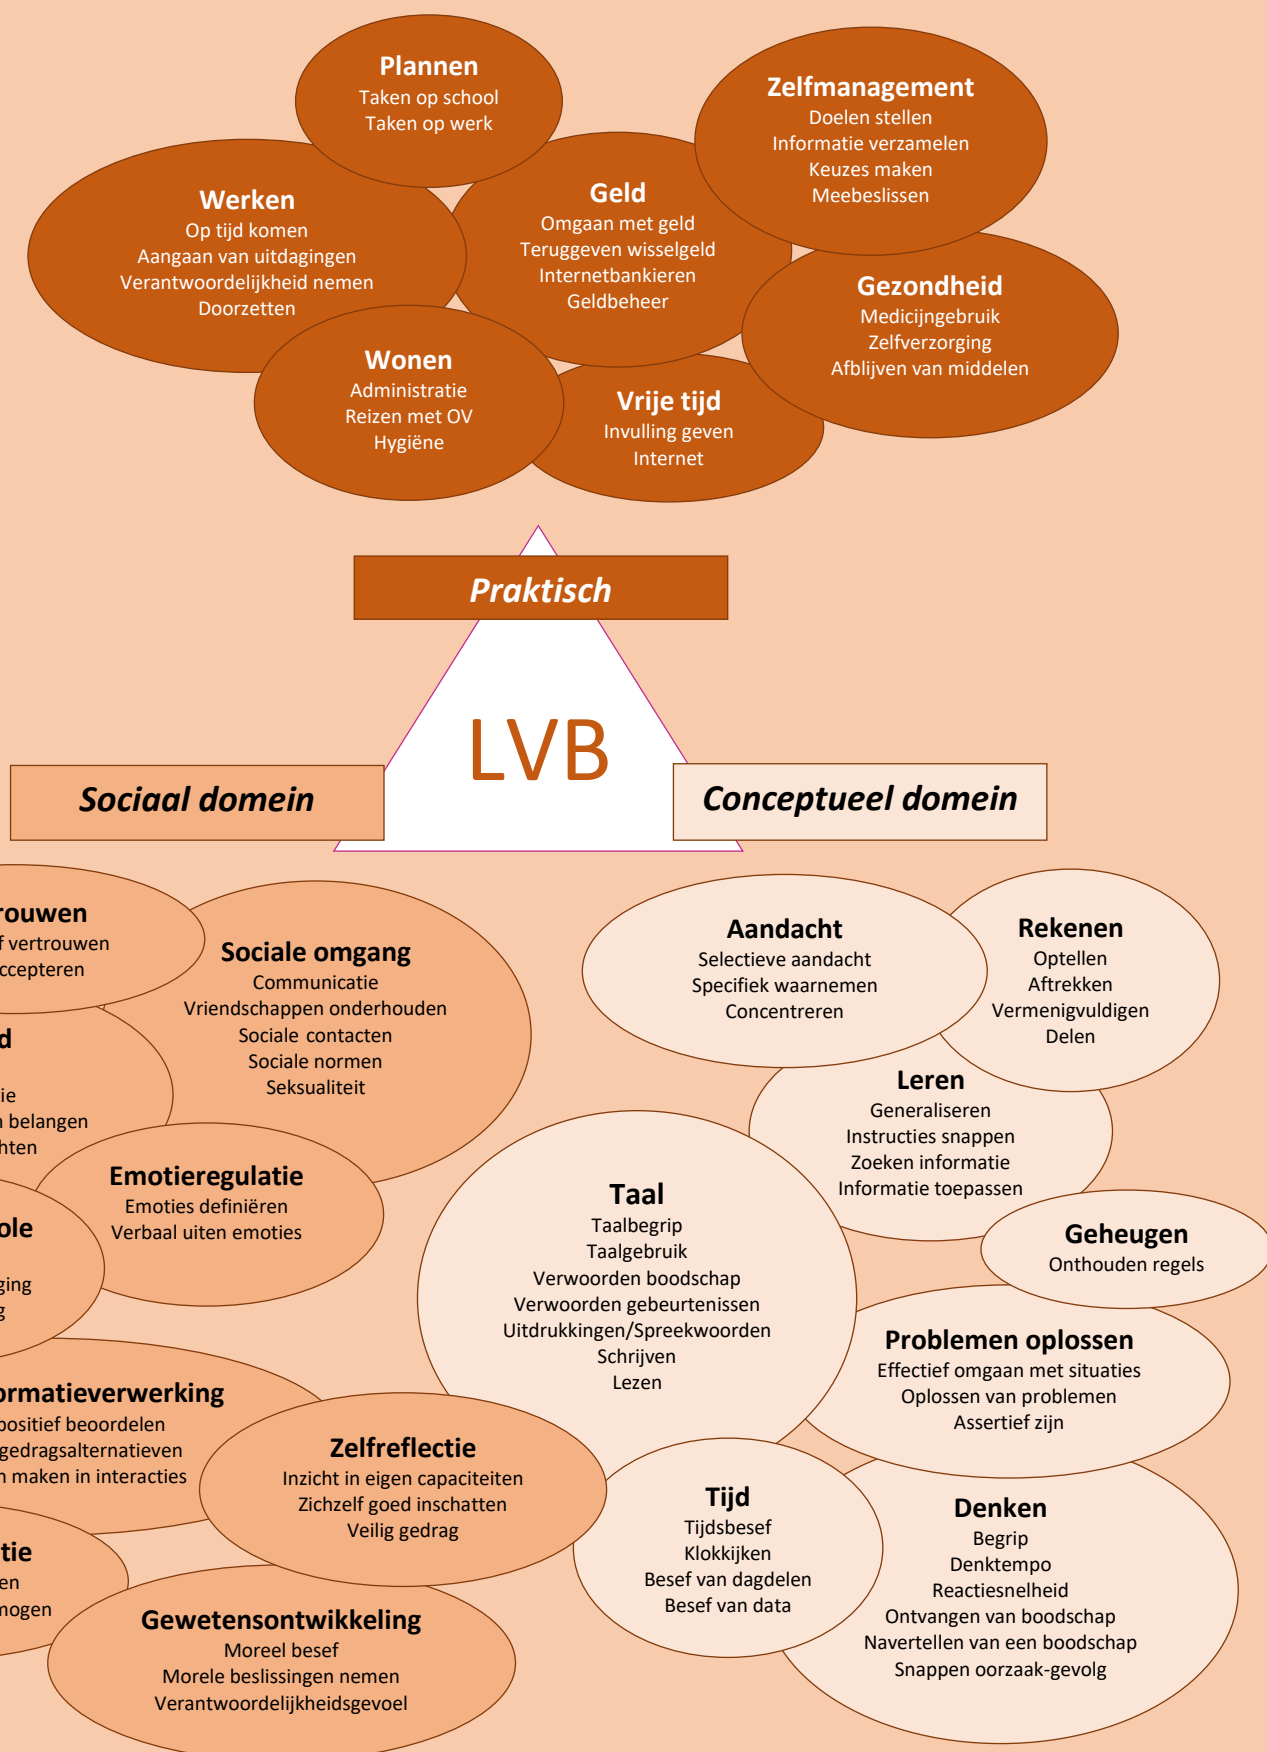 Plannen
Taken op school
Taken op werk
Zelfmanagement
Doelen stellen
Informatie verzamelen
Keuzes maken
Meebeslissen
Werken
Op tijd komen
Aangaan van uitdagingen
Verantwoordelijkheid nemen
Doorzetten
Geld
Omgaan met geld
Teruggeven wisselgeld
Internetbankieren
Geldbeheer
Gezondheid
Medicijngebruik
Zelfverzorging
Afblijven van middelen
Wonen
Administratie
Reizen met OV
Hygiëne
Vrije tijd
Invulling geven
Internet
Praktisch
LVB
Sociaal domein
Conceptueel domein
vertrouwen
Sociale omgang
Communicatie
Vriendschappen onderhouden
Sociale contacten
Sociale normen
Seksualiteit
belangen
Emotieregulatie
Emoties definiëren
Verbaal uiten emoties
positief beoordelen
gedragsalternatieven
maken in interacties
Zelfreflectie
Inzicht in eigen capaciteiten
Zichzelf goed inschatten
Veilig gedrag
Gewetensontwikkeling
Moreel besef
Morele beslissingen nemen
Verantwoordelijkheidsgevoel
Aandacht
Selectieve aandacht
Specifiek waarnemen
Concentreren
Rekenen
Optellen
Aftrekken
Vermenigvuldigen
Delen
Leren
Generaliseren
Instructies snappen
Zoeken informatie
Informatie toepassen
Taal
Taalbegrip
Taalgebruik
Verwoorden boodschap
Verwoorden gebeurtenissen
Uitdrukkingen/Spreekwoorden
Schrijven
Lezen
Geheugen
Onthouden regels
Problemen oplossen
Effectief omgaan met situaties
Oplossen van problemen
Assertief zijn
Tijd
Tijdsbesef
Klokkijken
Besef van dagdelen
Besef van data
Denken
Begrip
Denktempo
Reactiesnelheid
Ontvangen van boodschap
Navertellen van een boodschap
Snappen oorzaak-gevolg